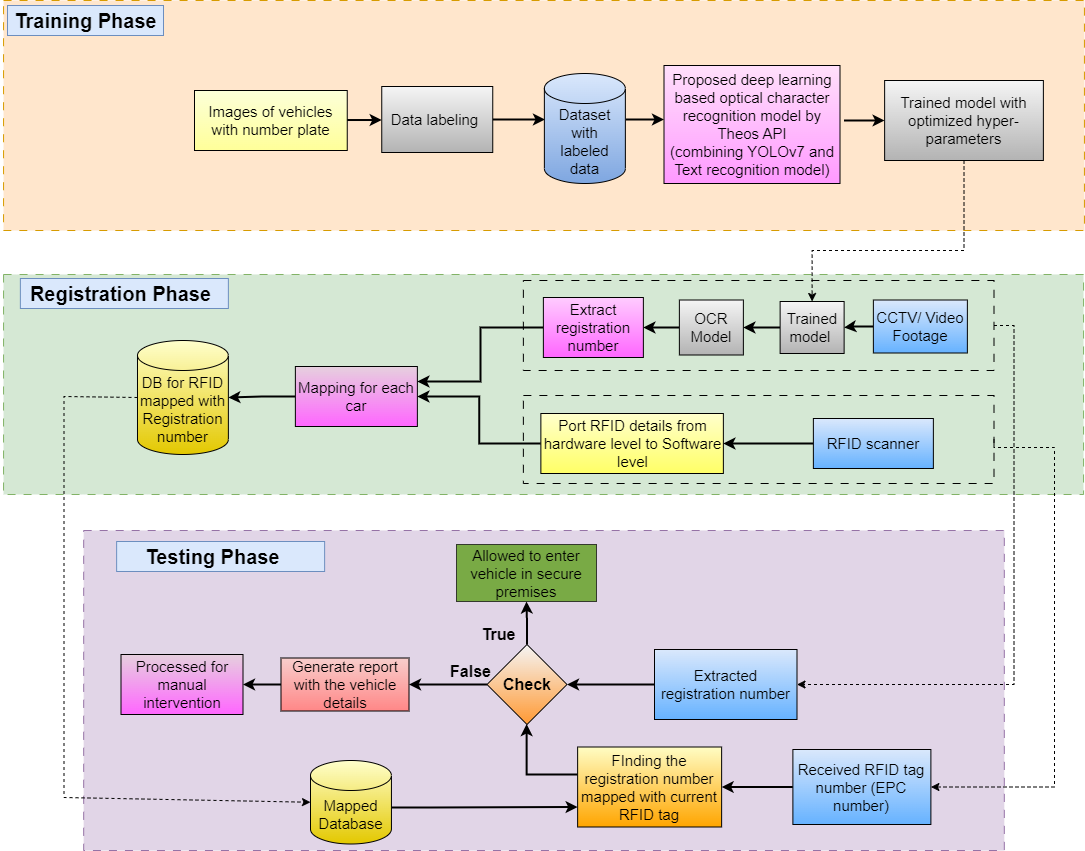 Training Phase
Images of vehicles
with number plate
Data labeling
Dataset
with
labeled
data
Proposed deep learning
based optical character
recognition model by
Theos API
(combining YOLOv7 and
Text recognition model)
Trained model with
optimized hyper-
parameters
Registration Phase
Extract
registration
number
OCR
Model
Trained
model
CCTV/ Video
Footage
DB for RFID
mapped with
Registration
number
Mapping for each
car
Port RFID details from
hardware level to Software
level
RFID scanner
Testing Phase
Allowed to enter
vehicle in secure
premises
True
False
Check
Processed for
manual
intervention
Generate report
with the vehicle
details
Extracted
registration number
Mapped
Database
FInding the
registration number
mapped with current
RFID tag
Received RFID tag
number (EPC
number)